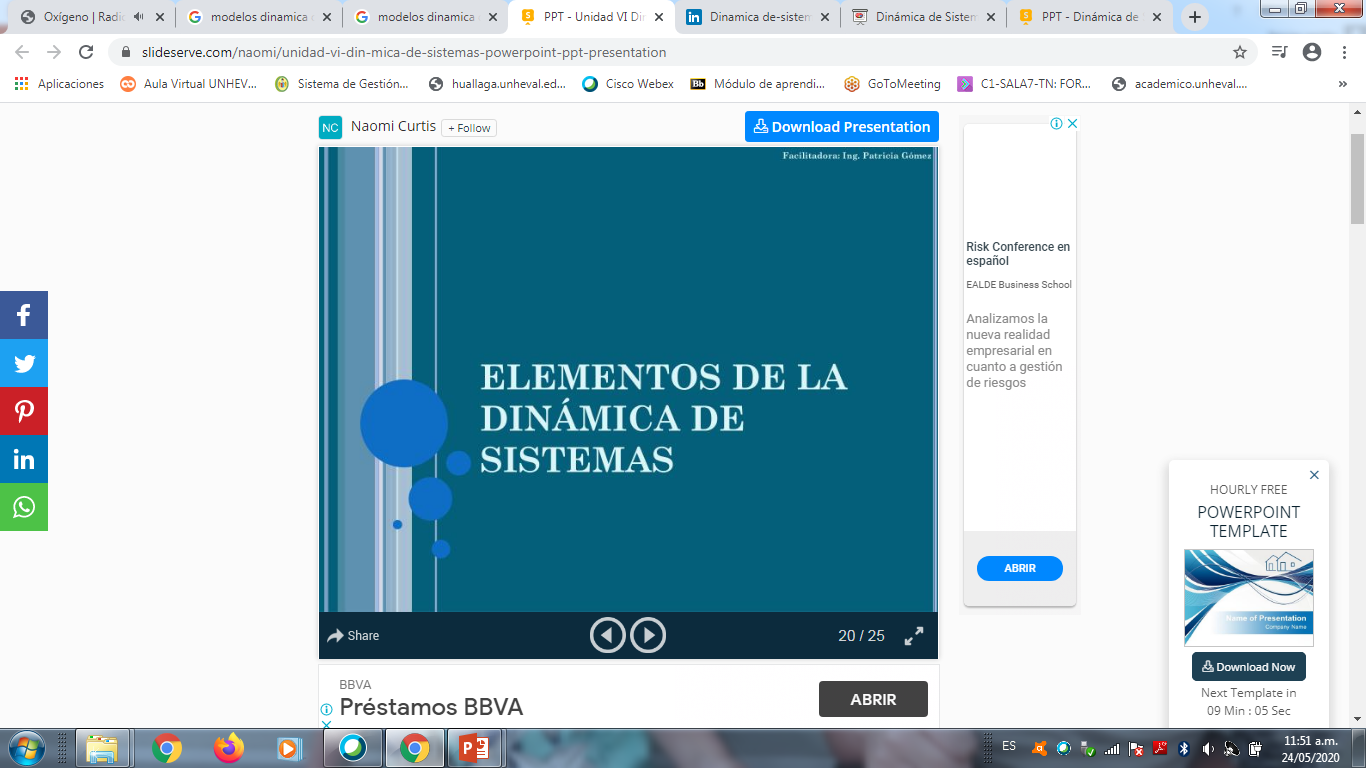 Oxígeno | Radio
modelos dinamica d
modelos dinamica
PPT - Unidad VI Di
Dinamica de-sistem
Dinámica de Sistem
PPT - Dinámica de
slideserve.com/naomi/unidad-vi-din-mica-de-sistemas-powerpoint-ppt-presentation
Aplicaciones
Aula Virtual UNHEV...
Sistema de Gestión...
huallaga.unheval.ed...
Cisco Webex
Bb
Módulo de aprendi...
GoToMeeting
C1-SALA7-TN: FOR...
academico.unheval....
NC
Naomi Curtis
+ Follow
Download Presentation
Facilitadora: Ing. Patricia Gómez
ELEMENTOS DE LA
DINÁMICA DE
SISTEMAS
Share
20 / 25
Risk Conference en
español
EALDE Business School
Analizamos la
nueva realidad
empresarial en
cuanto a gestión
de riesgos
ABRIR
HOURLY FREE
POWERPOINT
TEMPLATE
Name of Presentation
Company Name
Download Now
Next Template in
09 Min : 05 Sec
BBVA
Préstamos BBVA
ABRIR
ES
11:51 a.m.
24/05/2020